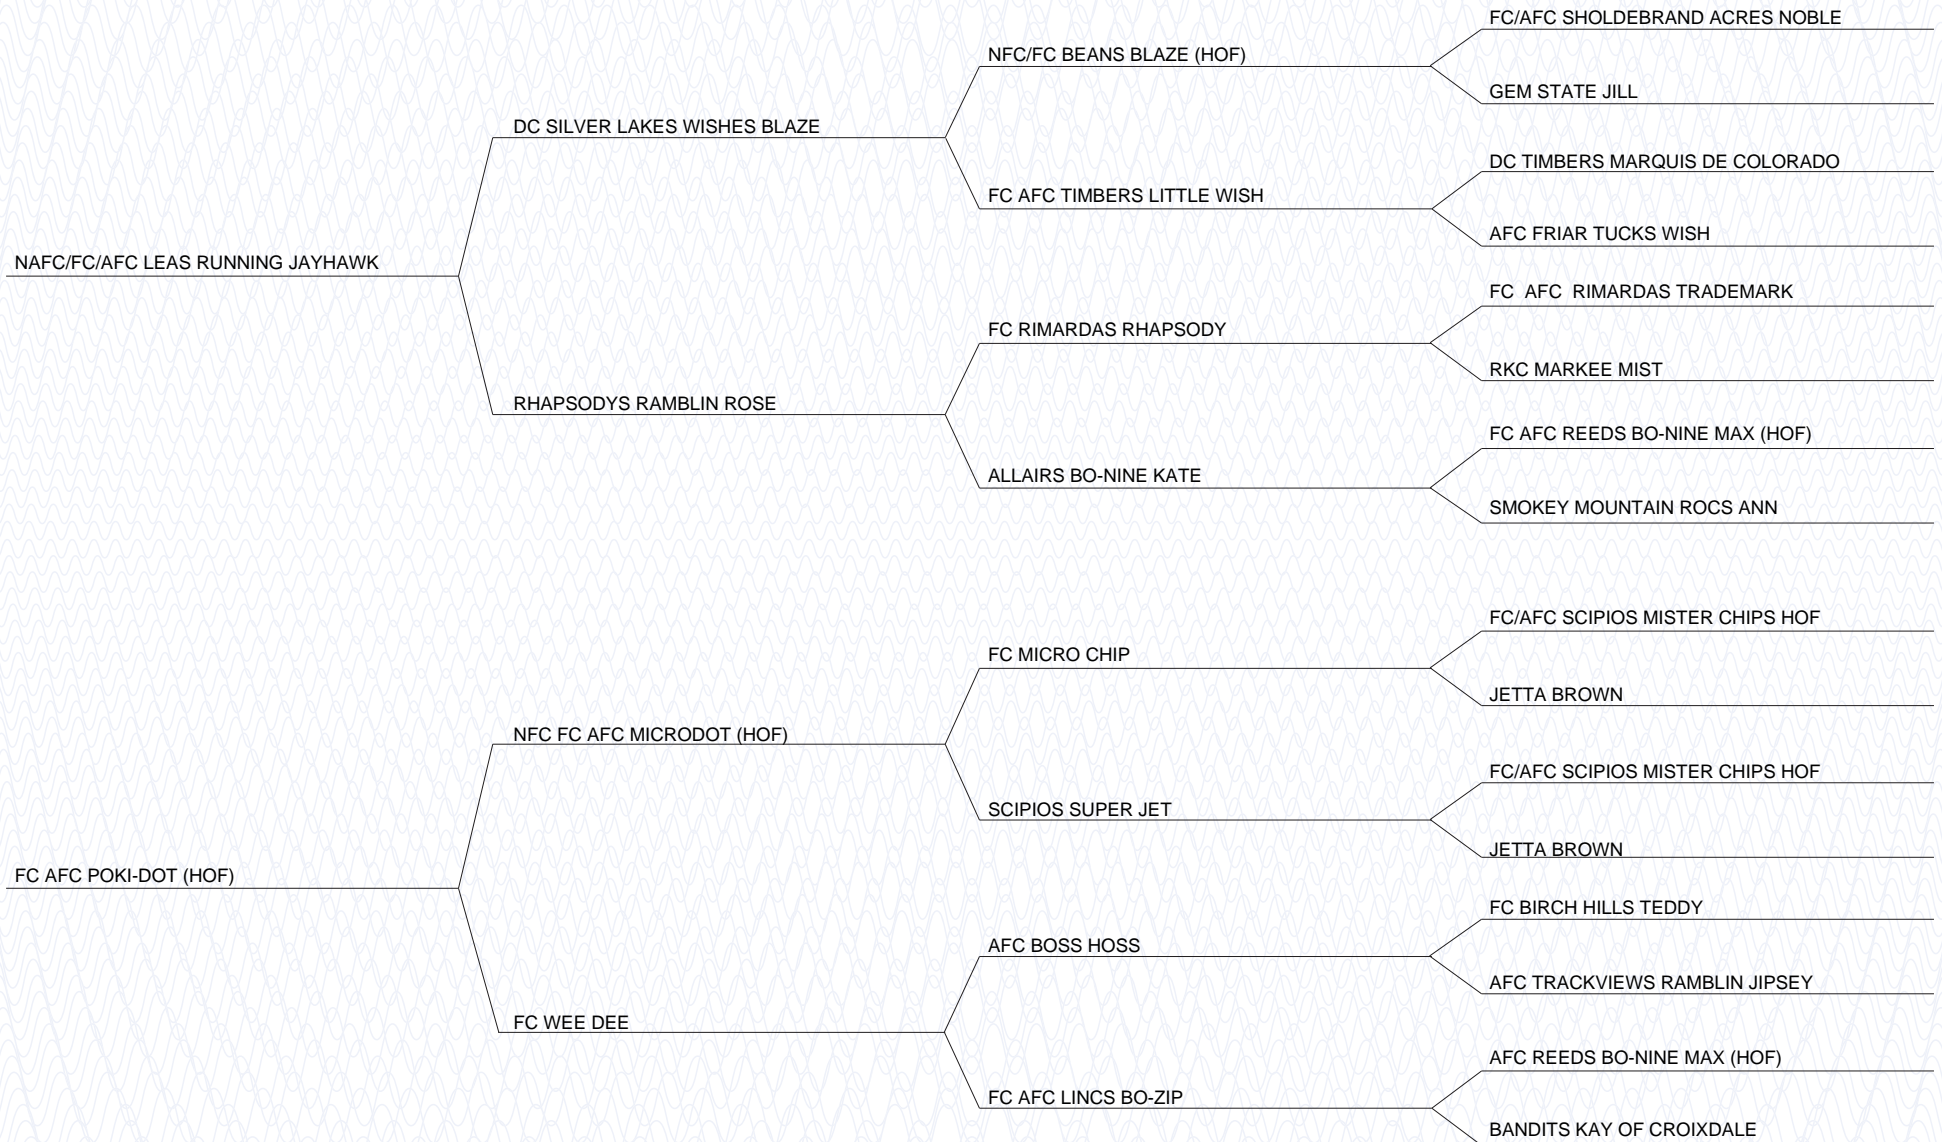 FC/AFC SHOLDEBRAND ACRES NOBLE
NFC/FC BEANS BLAZE (HOF)
GEM STATE JILL
DC SILVER LAKES WISHES BLAZE
DC TIMBERS MARQUIS DE COLORADO
FC AFC TIMBERS LITTLE WISH
AFC FRIAR TUCKS WISH
NAFC/FC/AFC LEAS RUNNING JAYHAWK
FC  AFC  RIMARDAS TRADEMARK
FC RIMARDAS RHAPSODY
RKC MARKEE MIST
RHAPSODYS RAMBLIN ROSE
FC AFC REEDS BO-NINE MAX (HOF)
ALLAIRS BO-NINE KATE
SMOKEY MOUNTAIN ROCS ANN
FC/AFC SCIPIOS MISTER CHIPS HOF
FC MICRO CHIP
JETTA BROWN
NFC FC AFC MICRODOT (HOF)
FC/AFC SCIPIOS MISTER CHIPS HOF
SCIPIOS SUPER JET
JETTA BROWN
FC AFC POKI-DOT (HOF)
FC BIRCH HILLS TEDDY
AFC BOSS HOSS
AFC TRACKVIEWS RAMBLIN JIPSEY
FC WEE DEE
AFC REEDS BO-NINE MAX (HOF)
FC AFC LINCS BO-ZIP
BANDITS KAY OF CROIXDALE